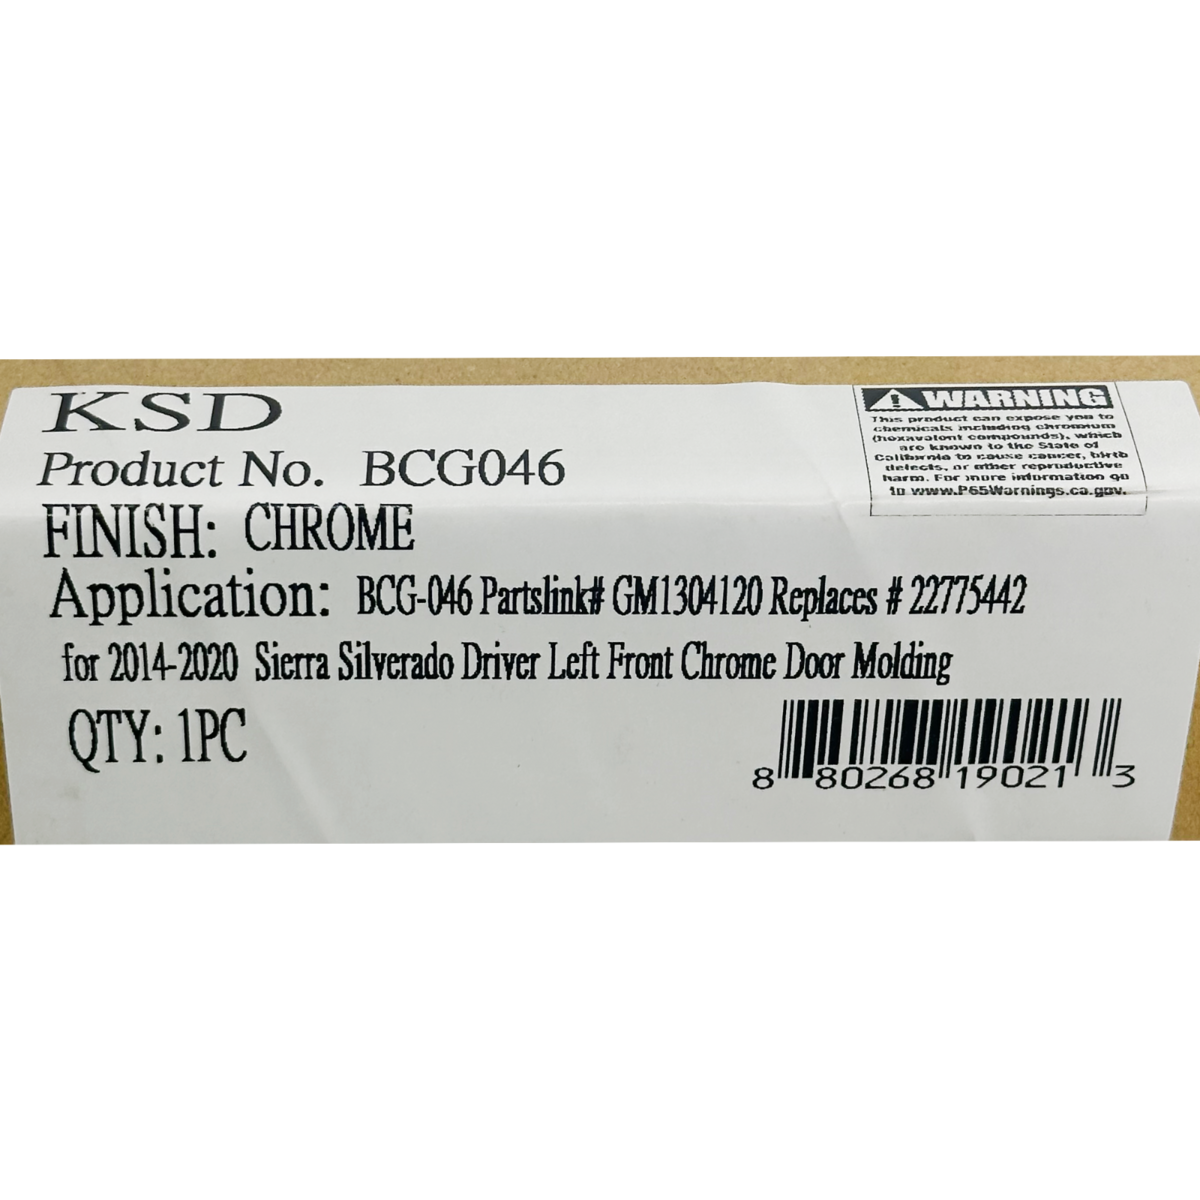 KSD
Product No. BCG046
FINISH: CHROME
Application: BCG-046 Partslink# GM1304120 Replaces # 22775442
for 2014-2020 Sierra Silverado Driver Left Front Chrome Door Molding
QTY: 1PC
WARNING
This product can expose you to
chemicals including chromium
(hexavalent compounds), which
are known to the State of
California to cause cancer, birth
defects, or other reproductive
harm. For more information go
to www.P65Warnings.ca.gov.
8 80268 19021 3